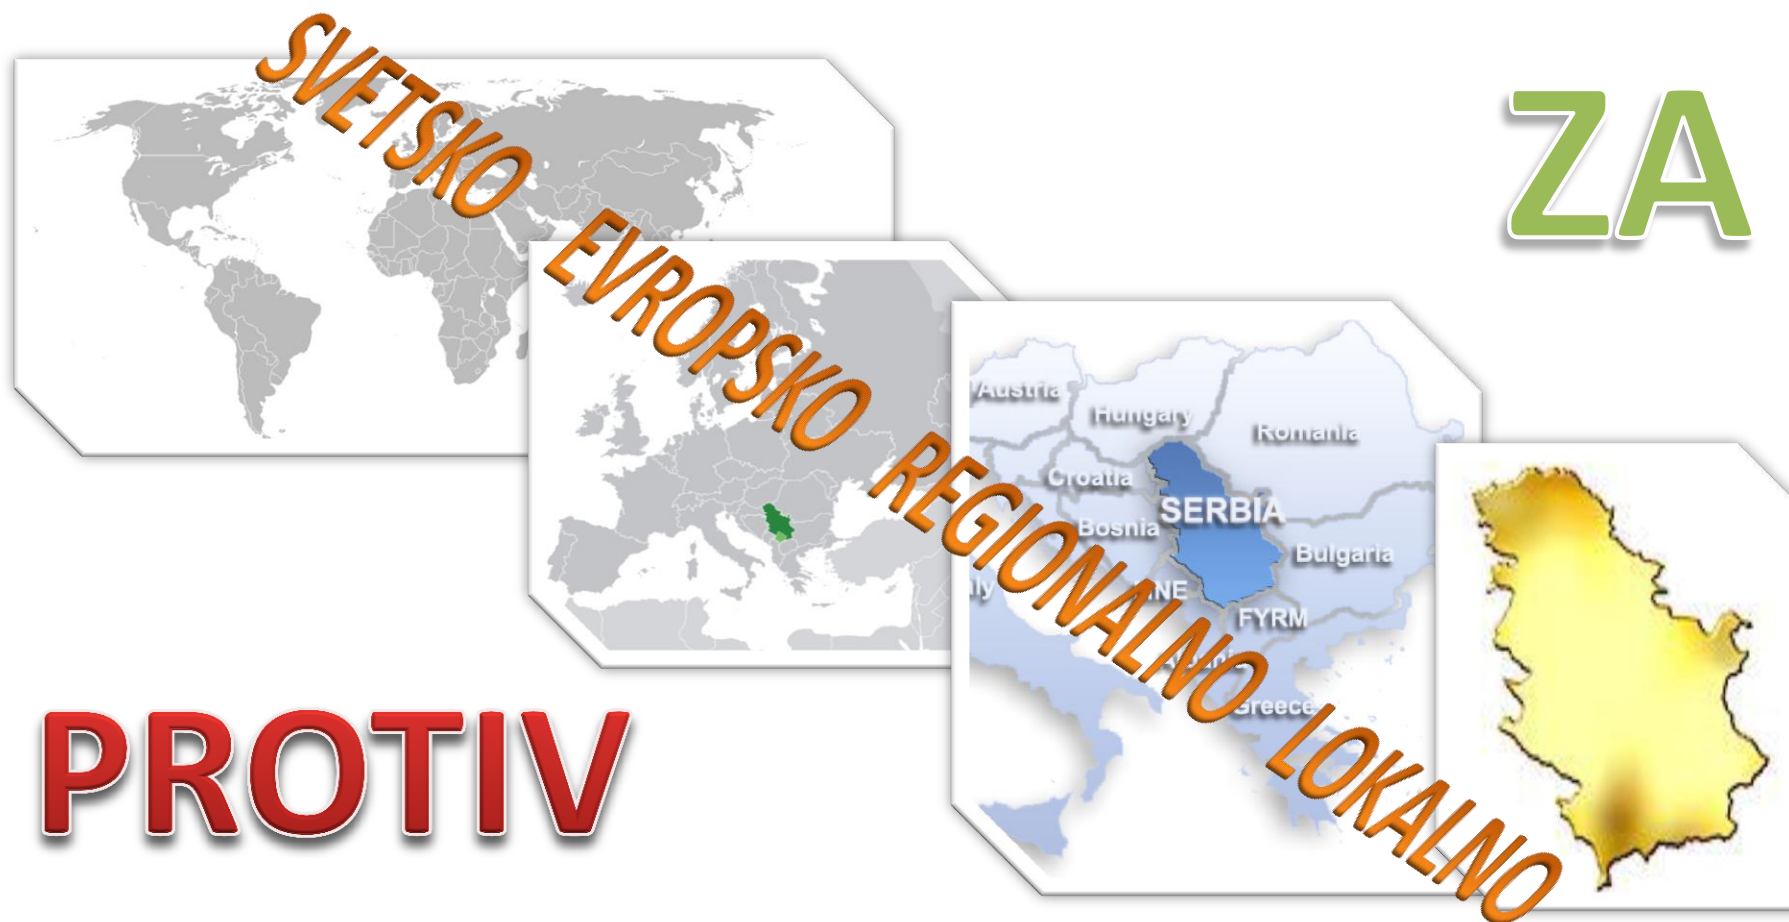 SVETSKO EVROPSKO REGIONALNO LOKALNO
ZA
Austria
Hungary
Romania
Croatia
SERBIA
Bosnia
Bulgaria
FYRM
Greece
PROTIV